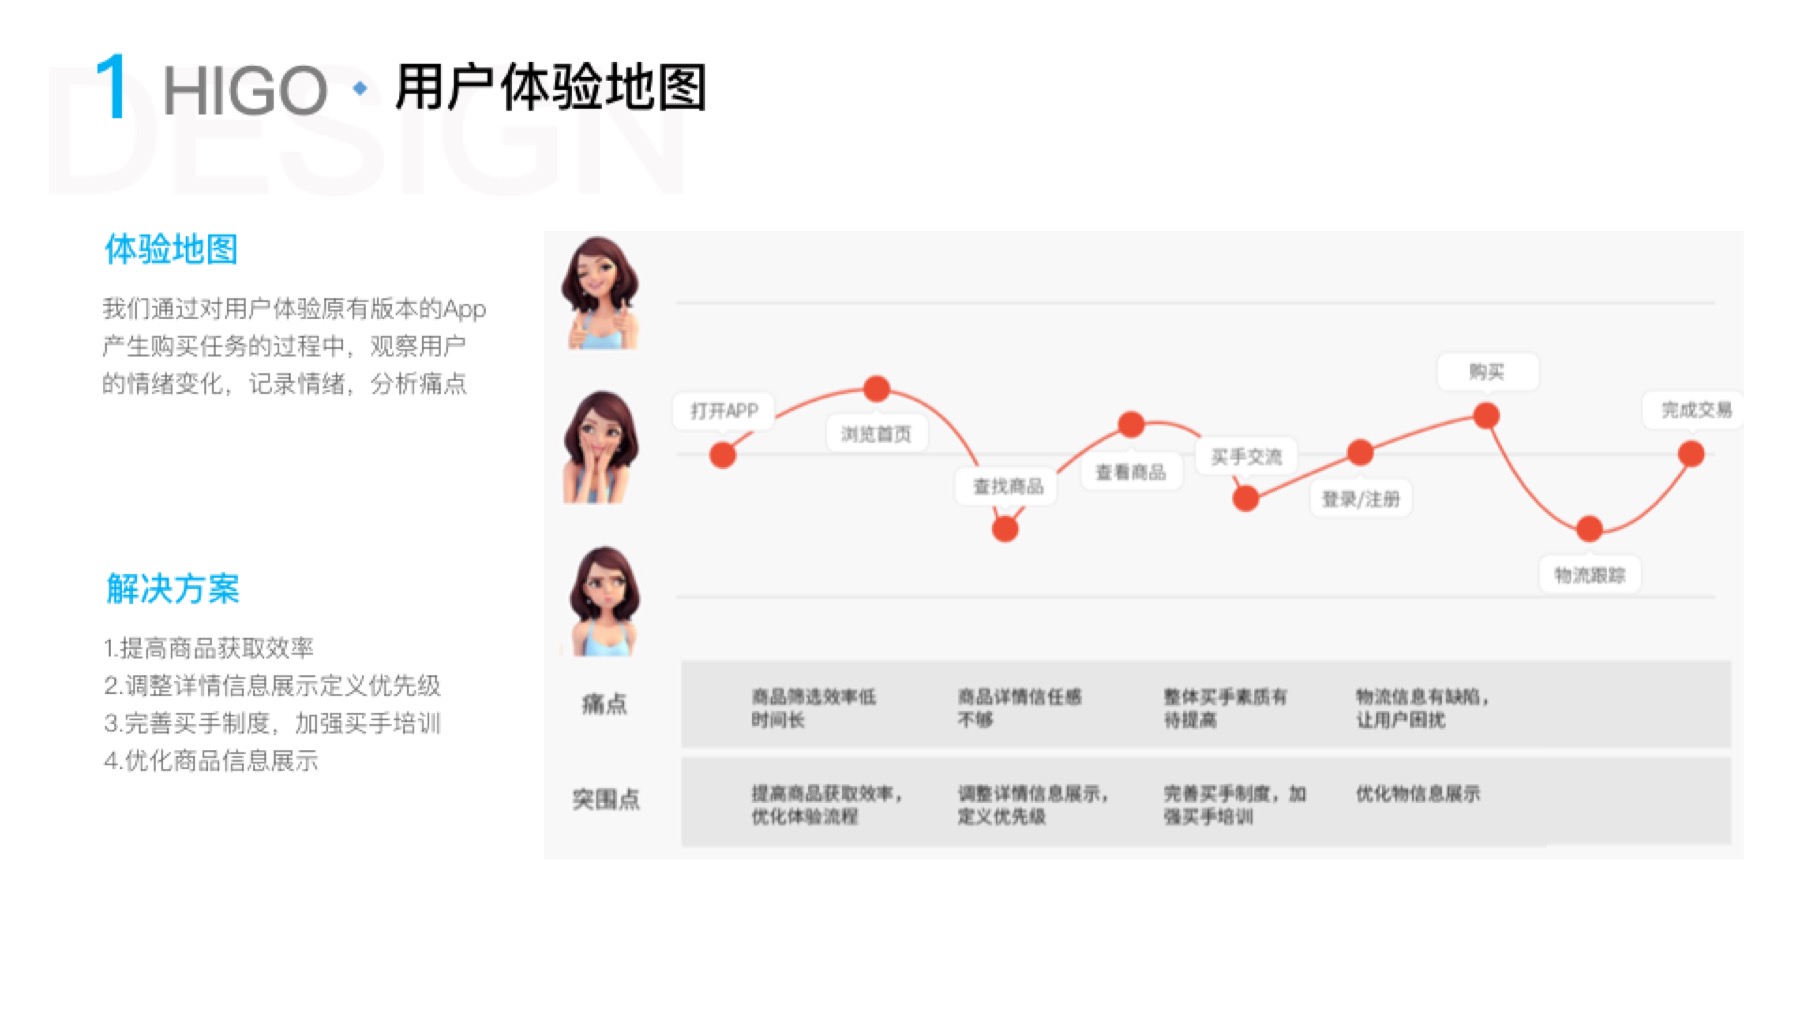 DESIGN
1 HIGO · 用户体验地图
体验地图
我们通过对用户体验原有版本的App
产生购买任务的过程中，观察用户
的情绪变化，记录情绪，分析痛点
解决方案
1.提高商品获取效率
2.调整详情信息展示定义优先级
3.完善买手制度，加强买手培训
4.优化商品信息展示
打开APP
浏览首页
查找商品
查看商品
买手交流
登录/注册
购买
物流跟踪
完成交易
痛点
商品筛选效率低
时间长
商品详情信任感
不够
整体买手素质有
待提高
物流信息有缺陷，
让用户困扰
突围点
提高商品获取效率，
优化体验流程
调整详情信息展示，
定义优先级
完善买手制度，加
强买手培训
优化物信息展示